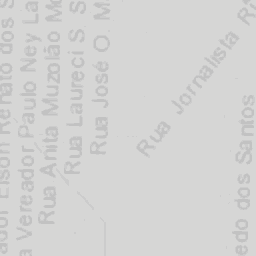 ador Elson Renato dos S
a Vereador Paulo Ney La
Rua Anita Muzolão Mo
Rua Laureci S. S
Rua José O. M
Rua Jornalista R
edo dos Santos